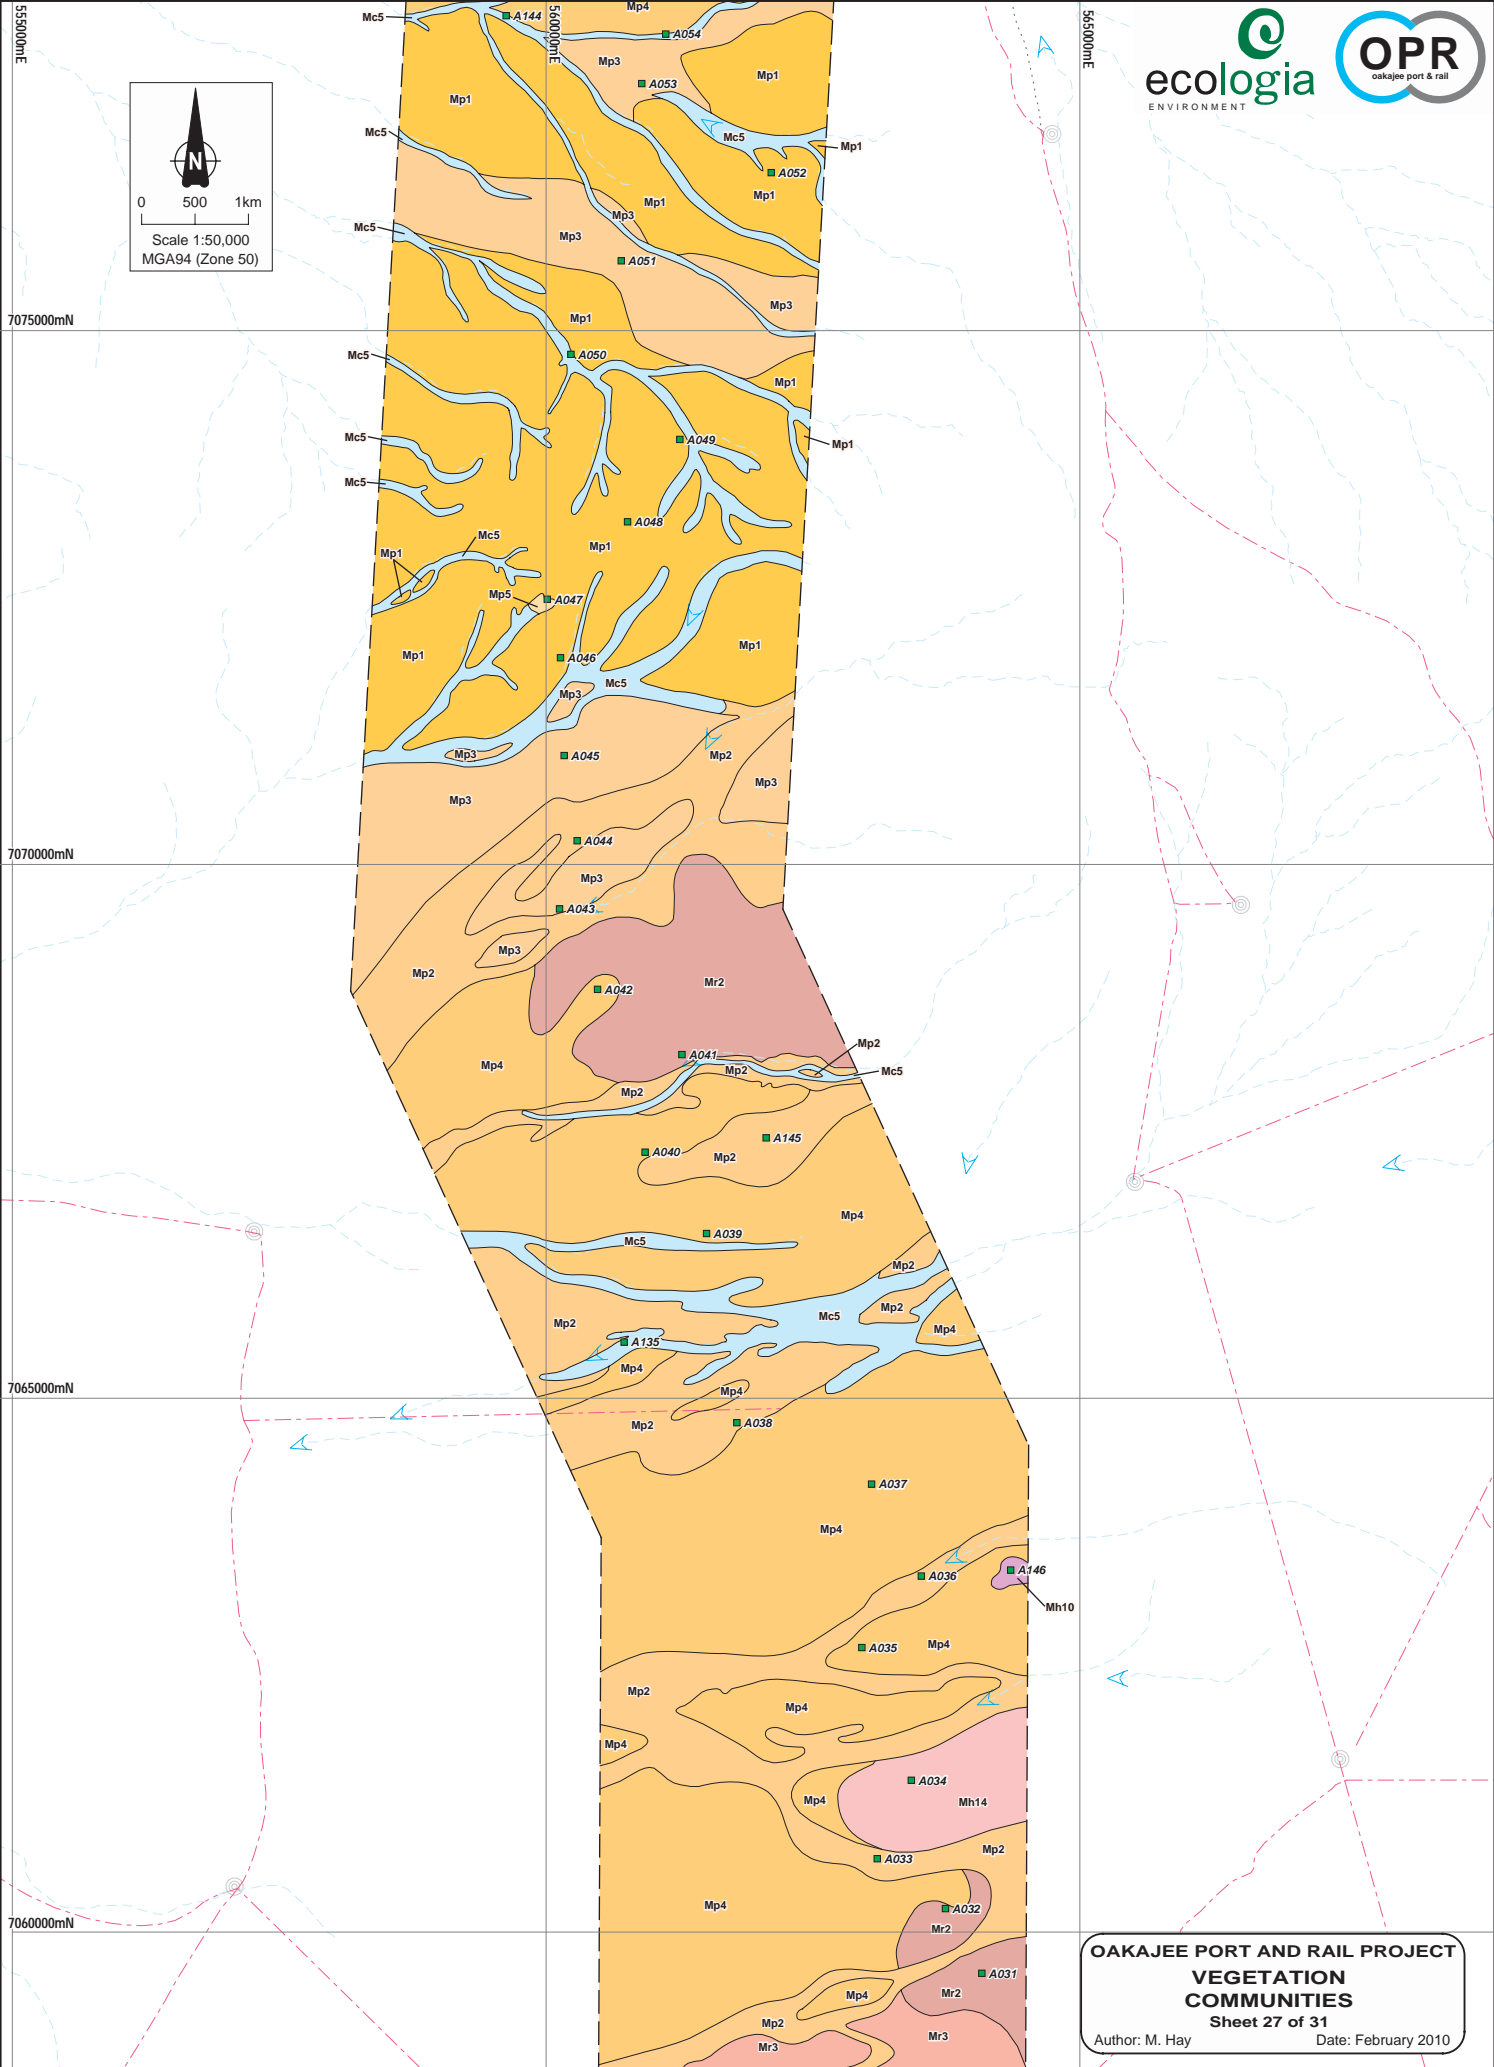 555000mE
560000mE
565000mE
ecologia
ENVIRONMENT
OPR
oakajee port & rail
N
0 500 1km
Scale 1:50,000
MGA94 (Zone 50)
Mc5
A144
Mp4
A054
Mp3
A053
Mp1
Mp1
Mc5
Mc5
Mp1
A052
Mp1
Mp1
Mp3
Mc5
Mp3
A051
Mp3
Mp1
7075000mN
Mc5
A050
Mp1
Mc5
A049
Mp1
Mc5
A048
Mc5
Mp1
Mp1
Mp5
A047
Mp1
Mp1
A046
Mc5
Mp3
Mp3
A045
Mp2
Mp3
Mp3
A044
7070000mN
Mp3
A043
Mp3
Mp2
Mr2
A042
Mp2
A041
Mp4
Mp2
Mc5
Mp2
A145
A040
Mp2
Mp4
A039
Mc5
Mp2
Mp2
Mc5
Mp2
Mp4
A135
Mp4
7065000mN
Mp4
Mp2
A038
A037
Mp4
A036
A146
Mh10
A035
Mp4
Mp2
Mp4
Mp4
A034
Mp4
Mh14
Mp2
A033
Mp4
A032
7060000mN
Mr2
A031
Mp4
Mr2
Mp2
Mr3
Mr3
OAKAJEE PORT AND RAIL PROJECT
VEGETATION
COMMUNITIES
Sheet 27 of 31
Author: M. Hay Date: February 2010